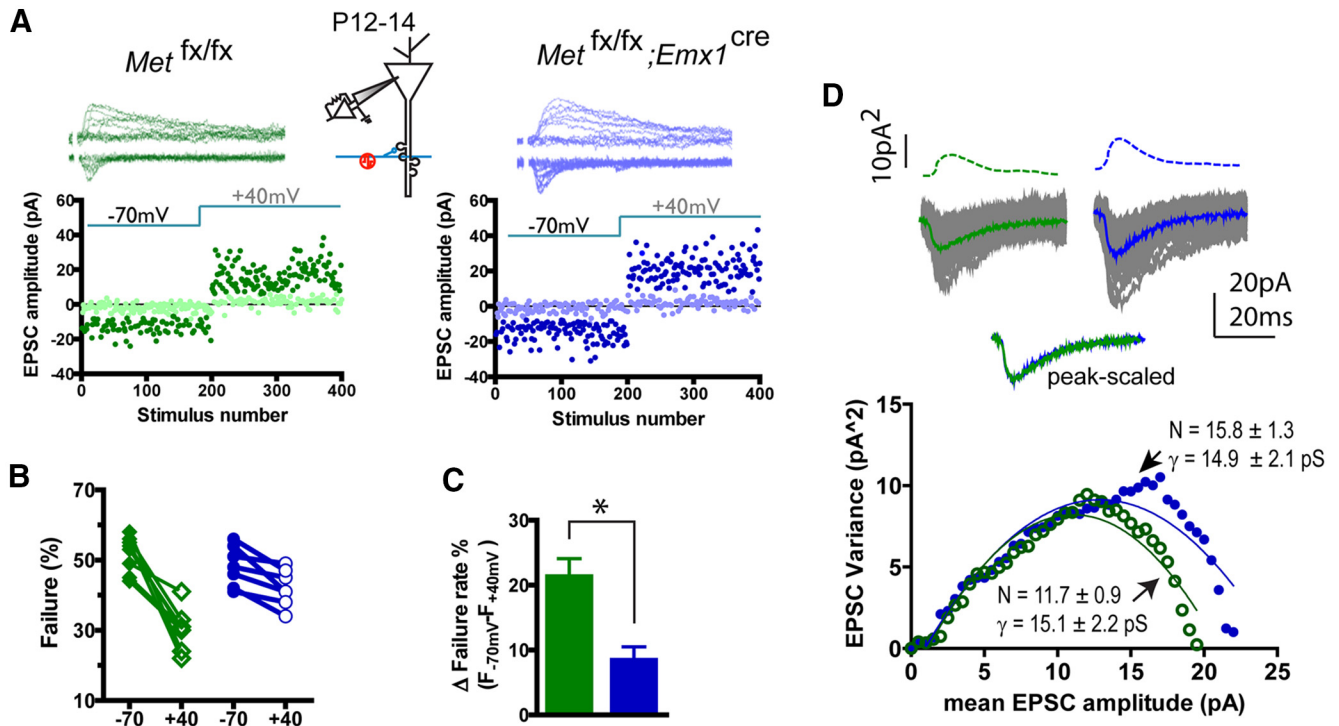 A
P12-14
Met fx/fx
Met fx/fx ;Emx1 cre
EPSC amplitude (pA)
60
40
20
0
-20
-40
-70mV
+40mV
0 100 200 300 400
Stimulus number
EPSC amplitude (pA)
60
40
20
0
-20
-40
-70mV
+40mV
0 100 200 300 400
Stimulus number
B
Failure (%)
70
50
30
10
-70 +40 -70 +40
C
Δ Failure rate %
(F-70mV-F+40mV)
30
20
10
0
*
D
10pA2
20pA
20ms
peak-scaled
EPSC Variance (pA^2)
15
10
5
0
N = 15.8 ± 1.3
γ = 14.9 ± 2.1 pS
N = 11.7 ± 0.9
γ = 15.1 ± 2.2 pS
0 5 10 15 20 25
mean EPSC amplitude (pA)